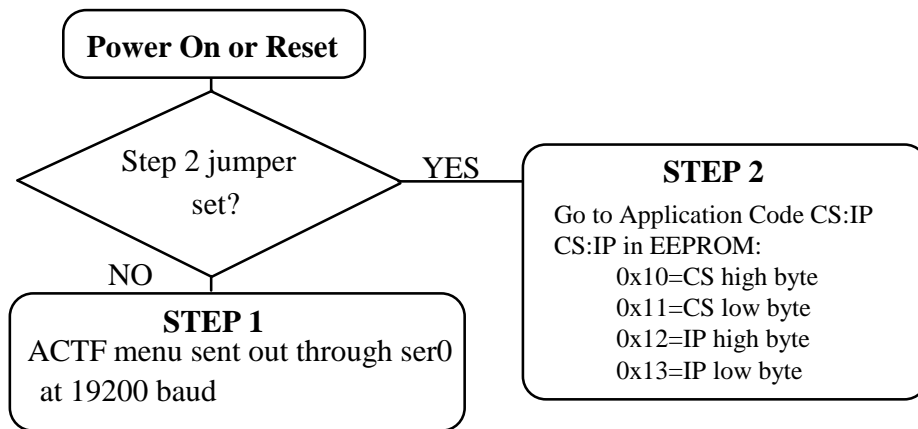 Power On or Reset
Step 2 jumper
set?
YES
NO
STEP 2
Go to Application Code CS:IP
CS:IP in EEPROM:
0x10=CS high byte
0x11=CS low byte
0x12=IP high byte
0x13=IP low byte
STEP 1
ACTF menu sent out through ser0
at 19200 baud